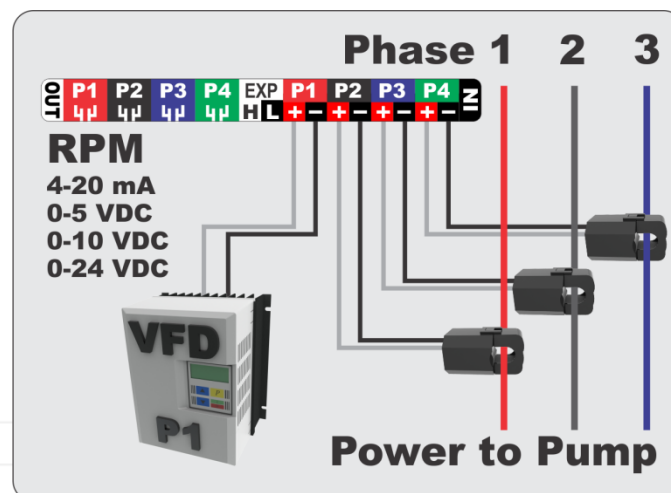 Phase 1 2 3
OUT P1 P2 P3 P4 EXP P1 P2 P3 P4 IN
H L + − + − + − + −
RPM
4-20 mA
0-5 VDC
0-10 VDC
0-24 VDC
VFD
P1
Power to Pump